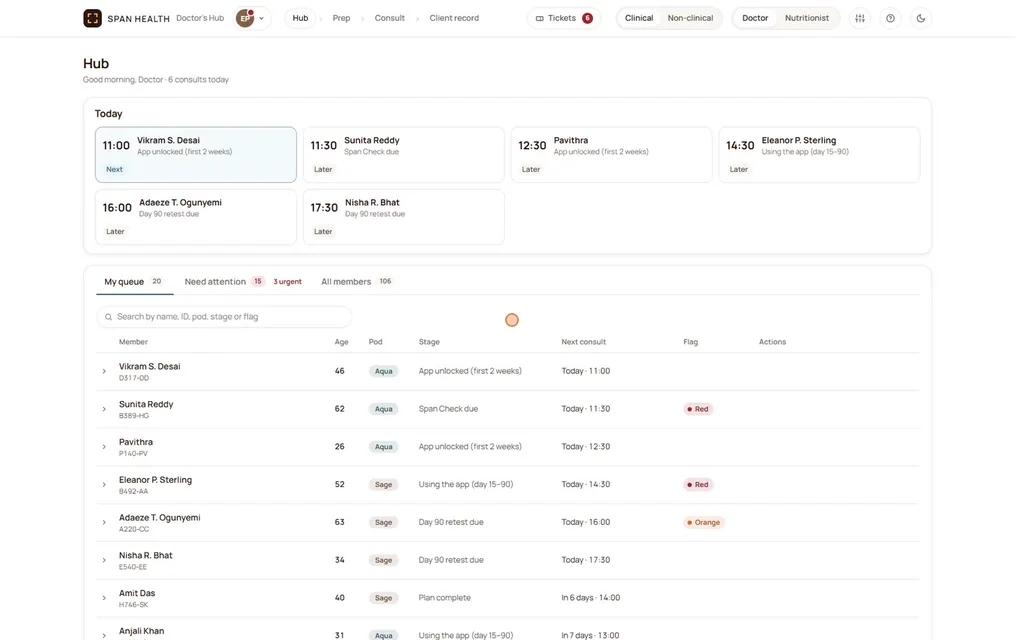 SPAN HEALTH Doctor's Hub EP Hub Prep Consult Client record Tickets 6 Clinical Non-clinical Doctor Nutritionist
Hub
Good morning, Doctor · 6 consults today
Today
11:00 Vikram S. Desai
App unlocked (first 2 weeks)
Next
11:30 Sunita Reddy
Span Check due
Later
12:30 Pavithra
App unlocked (first 2 weeks)
Later
14:30 Eleanor P. Sterling
Using the app (day 15–90)
Later
16:00 Adaeze T. Ogunyemi
Day 90 retest due
Later
17:30 Nisha R. Bhat
Day 90 retest due
Later
My queue 20 Need attention 15 3 urgent All members 106
Search by name, ID, pod, stage or flag
Member Age Pod Stage Next consult Flag Actions
Vikram S. Desai 46 Aqua App unlocked (first 2 weeks) Today · 11:00
D317-DD
Sunita Reddy 62 Aqua Span Check due Today · 11:30 Red
B389-HG
Pavithra 26 Aqua App unlocked (first 2 weeks) Today · 12:30
P140-PV
Eleanor P. Sterling 52 Sage Using the app (day 15–90) Today · 14:30 Red
B492-AA
Adaeze T. Ogunyemi 63 Sage Day 90 retest due Today · 16:00 Orange
A220-CC
Nisha R. Bhat 34 Sage Day 90 retest due Today · 17:30
E540-EE
Amit Das 40 Sage Plan complete In 6 days · 14:00
H746-SK
Anjali Khan 31 Aqua Using the app (day 15–90) In 7 days · 13:00